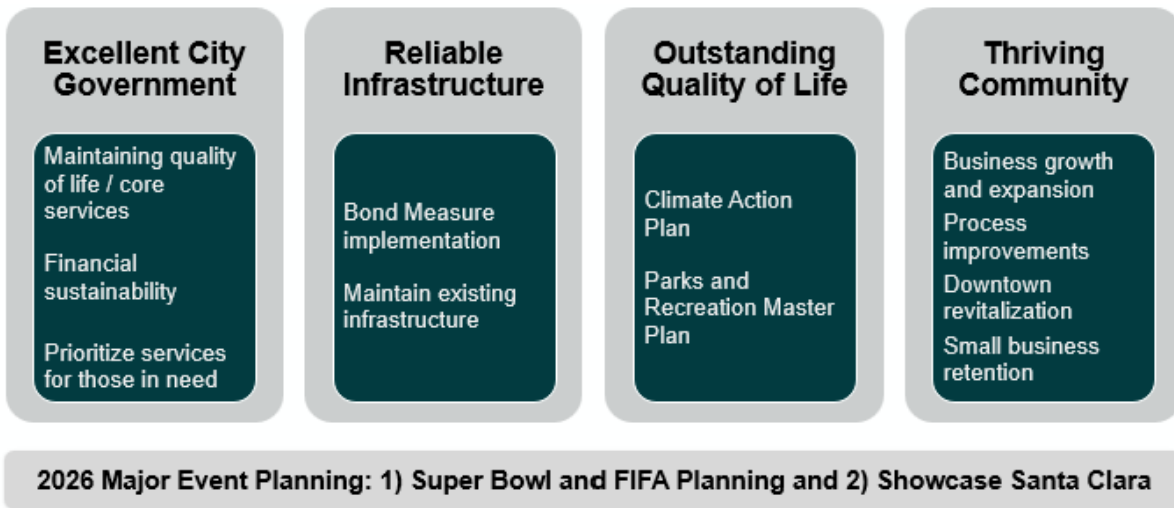 Excellent City
Government
Maintaining quality
of life / core
services
Financial
sustainability
Prioritize services
for those in need
Reliable
Infrastructure
Bond Measure
implementation
Maintain existing
infrastructure
Outstanding
Quality of Life
Climate Action
Plan
Parks and
Recreation Master
Plan
Thriving
Community
Business growth
and expansion
Process
improvements
Downtown
revitalization
Small business
retention
2026 Major Event Planning: 1) Super Bowl and FIFA Planning and 2) Showcase Santa Clara